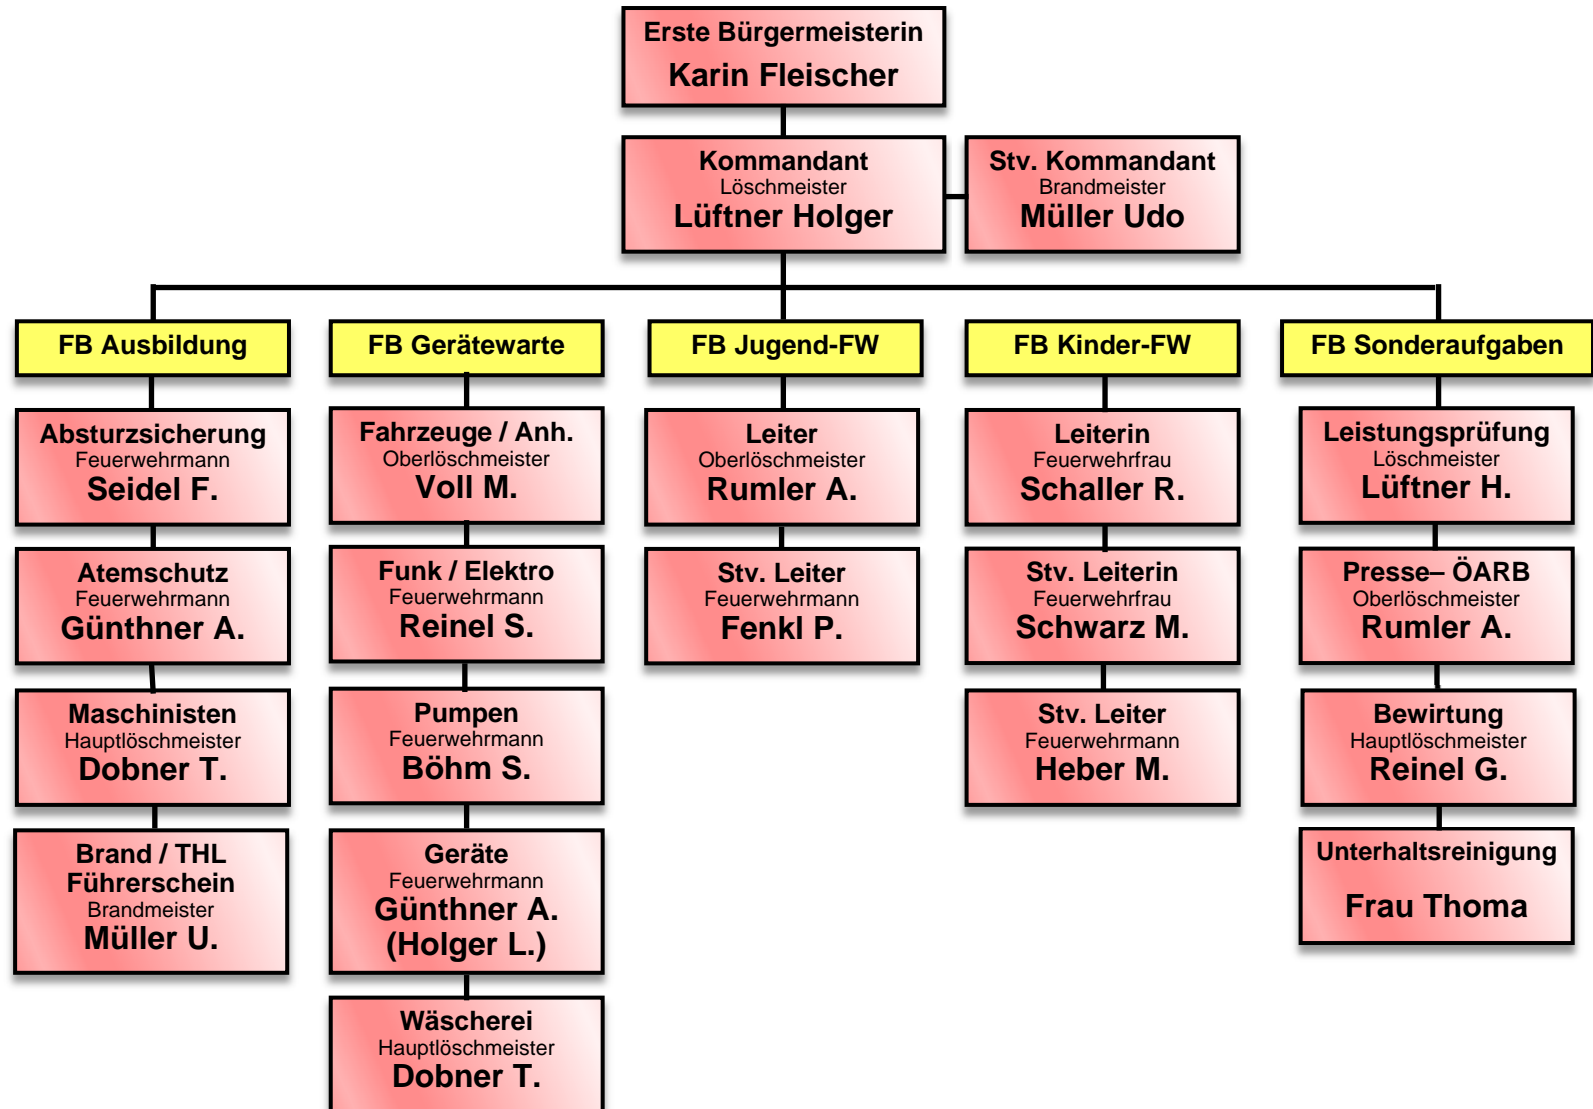 Erste Bürgermeisterin
Karin Fleischer
Kommandant
Löschmeister
Lüftner Holger
Stv. Kommandant
Brandmeister
Müller Udo
FB Ausbildung
Absturzsicherung
Feuerwehrmann
Seidel F.
Atemschutz
Feuerwehrmann
Günthner A.
Maschinisten
Hauptlöschmeister
Dobner T.
Brand / THL
Führerschein
Brandmeister
Müller U.
FB Gerätewarte
Fahrzeuge / Anh.
Oberlöschmeister
Voll M.
Funk / Elektro
Feuerwehrmann
Reinel S.
Pumpen
Feuerwehrmann
Böhm S.
Geräte
Feuerwehrmann
Günthner A.
(Holger L.)
Wäscherei
Hauptlöschmeister
Dobner T.
FB Jugend-FW
Leiter
Oberlöschmeister
Rumler A.
Stv. Leiter
Feuerwehrmann
Fenkl P.
FB Kinder-FW
Leiterin
Feuerwehrfrau
Schaller R.
Stv. Leiterin
Feuerwehrfrau
Schwarz M.
Stv. Leiter
Feuerwehrmann
Heber M.
FB Sonderaufgaben
Leistungsprüfung
Löschmeister
Lüftner H.
Presse– ÖARB
Oberlöschmeister
Rumler A.
Bewirtung
Hauptlöschmeister
Reinel G.
Unterhaltsreinigung
Frau Thoma